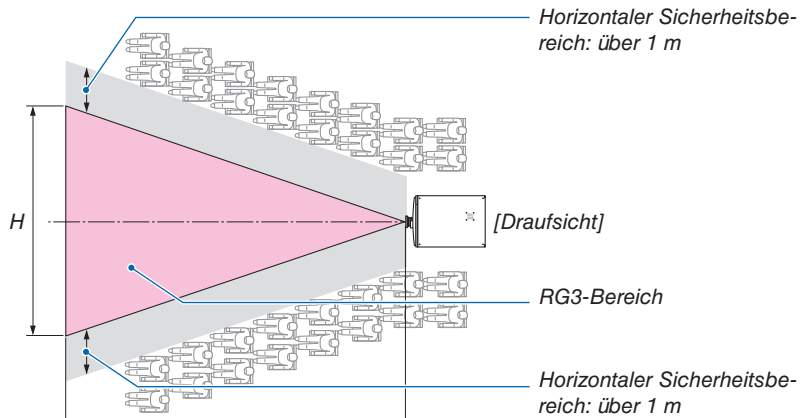 Horizontaler Sicherheitsbe-
reich: über 1 m
H
[Draufsicht]
RG3-Bereich
Horizontaler Sicherheitsbe-
reich: über 1 m